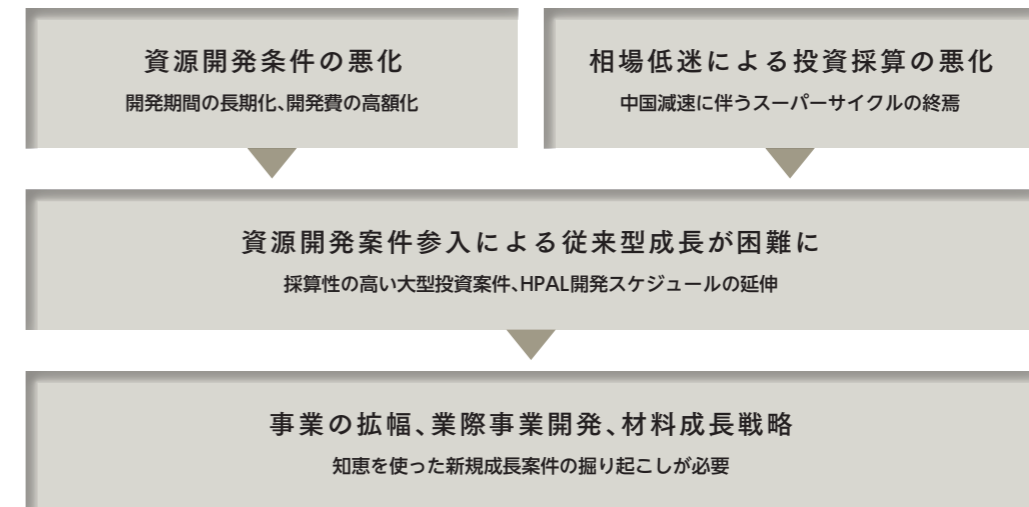 資源開発条件の悪化
開発期間の長期化、開発費の高額化
相場低迷による投資採算の悪化
中国減速に伴うスーパーサイクルの終焉
資源開発案件参入による従来型成長が困難に
採算性の高い大型投資案件、HPAL開発スケジュールの延伸
事業の拡幅、業際事業開発、材料成長戦略
知恵を使った新規成長案件の掘り起こしが必要